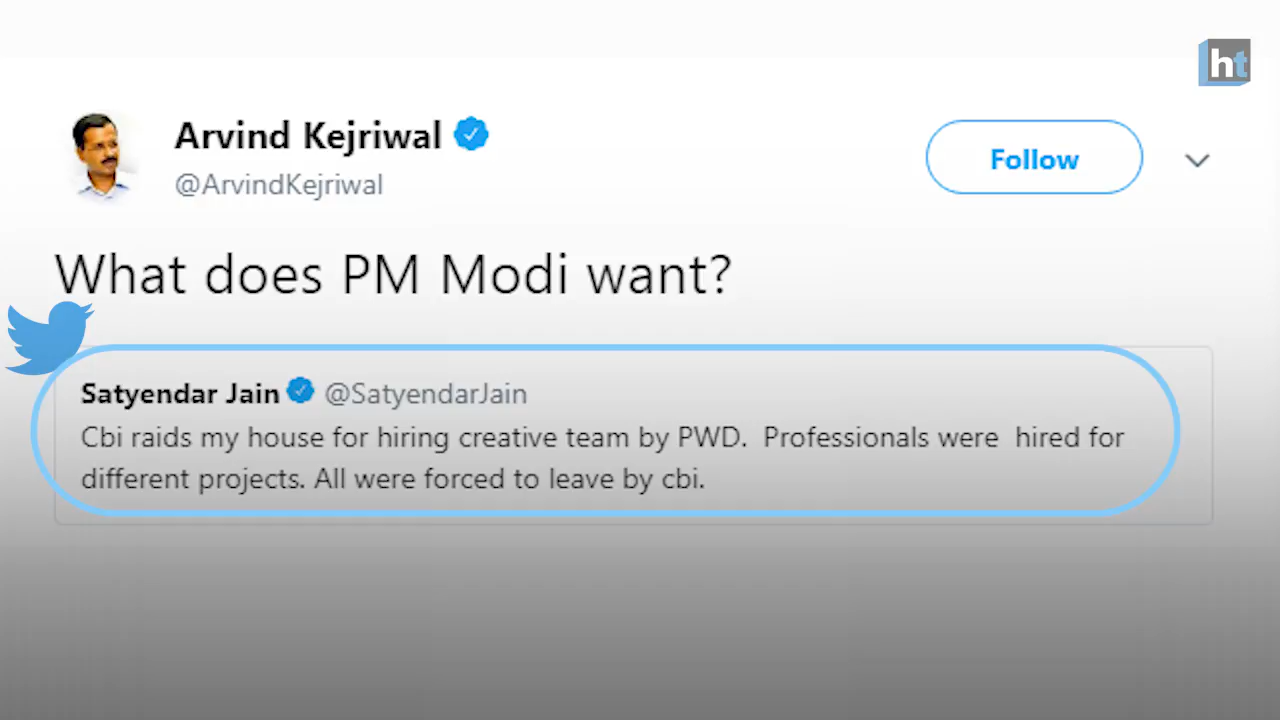 ht
Arvind Kejriwal
@ArvindKejriwal
Follow
What does PM Modi want?
Satyendar Jain @SatyendarJain
Cbi raids my house for hiring creative team by PWD.  Professionals were  hired for
different projects. All were forced to leave by cbi.